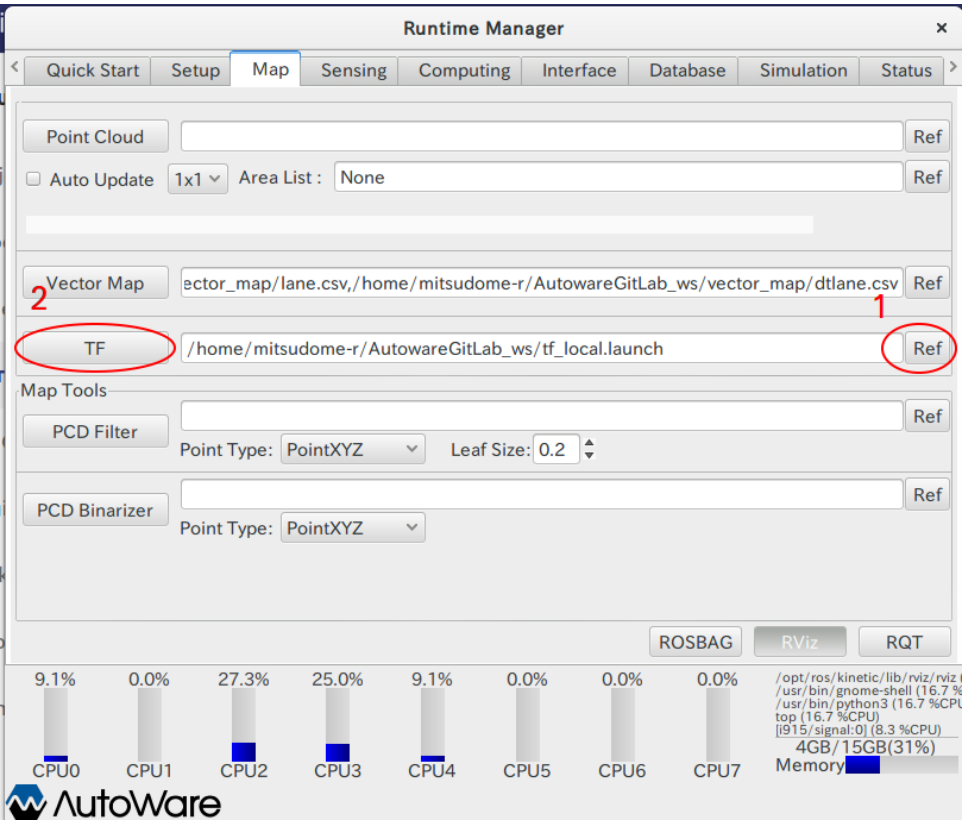 Runtime Manager
Quick Start Setup Map Sensing Computing Interface Database Simulation Status
Point Cloud Ref
Auto Update 1x1 Area List : None Ref
Vector Map ector_map/lane.csv,/home/mitsudome-r/AutowareGitLab_ws/vector_map/dtlane.csv Ref
2 1
TF /home/mitsudome-r/AutowareGitLab_ws/tf_local.launch Ref
Map Tools
PCD Filter Ref
Point Type: PointXYZ Leaf Size: 0.2
PCD Binarizer Ref
Point Type: PointXYZ
ROSBAG RViz RQT
9.1% 0.0% 27.3% 25.0% 9.1% 0.0% 0.0% 0.0%
/opt/ros/kinetic/lib/rviz/rviz (
/usr/bin/gnome-shell (16.7 %
/usr/bin/python3 (16.7 %CPU
top (16.7 %CPU)
[i915/signal:0] (8.3 %CPU)
4GB/15GB(31%)
CPU0 CPU1 CPU2 CPU3 CPU4 CPU5 CPU6 CPU7 Memory
AutoWare